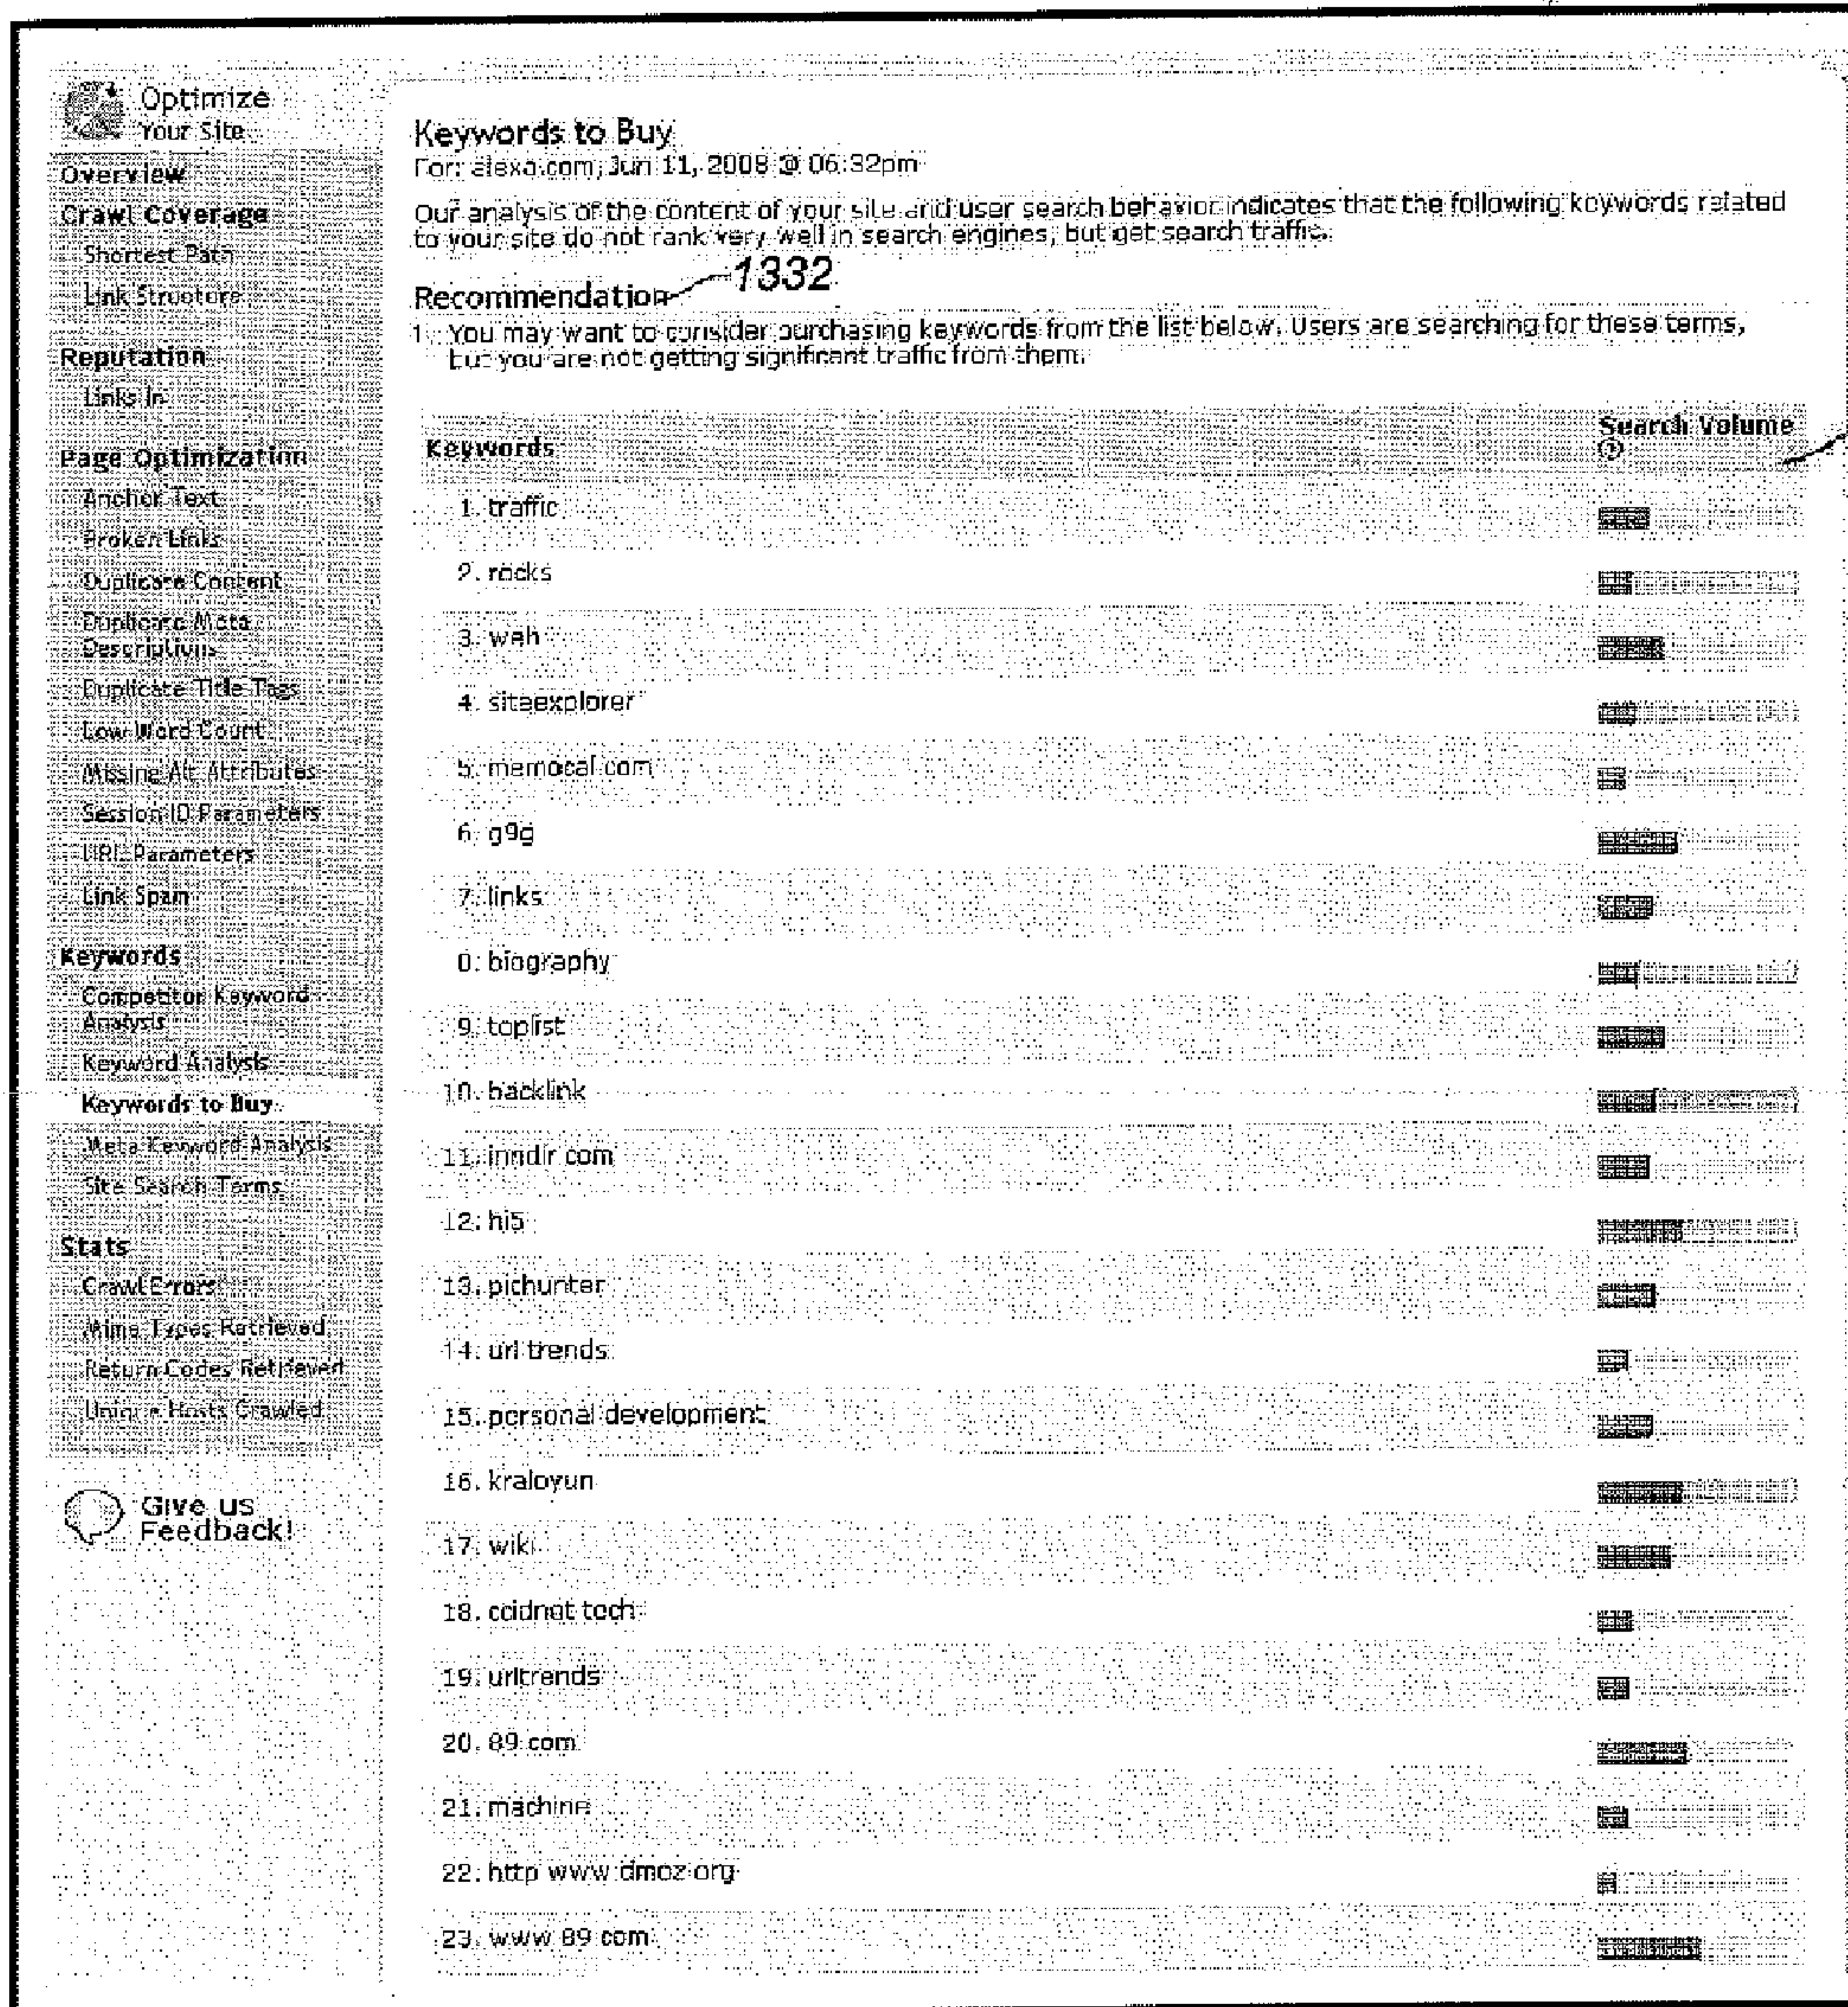 Optimize
Your Site
Overview
Crawl Coverage
Shortest Path
Link Structure
Reputation
Links In
Page Optimization
Anchor Text
Broken Links
Duplicate Content
Duplicate Meta
Descriptions
Duplicate Title Tags
Low Word Count
Missing Alt Attributes
Session ID Parameters
URL Parameters
Link Span
Keywords
Competitor Keyword
Analysis
Keyword Analysis
Keywords to Buy
Meta Keyword Analysis
Site Search Terms
Stats
Crawl Errors
Mime Types Retrieved
Return Codes Retrieved
Unique Hosts Crawled
Give us
Feedback!
Keywords to Buy
For: alexa.com, Jun 11, 2008 @ 06:32pm
Our analysis of the content of your site and user search behavior indicates that the following keywords related
to your site do not rank very well in search engines, but get search traffic.
Recommendation 1332
1. You may want to consider purchasing keywords from the list below. Users are searching for these terms,
but you are not getting significant traffic from them.
Keywords Search Volume
1. traffic
2. rocks
3. web
4. siteexplorer
5. memocal com
6. g9g
7. links
8. biography
9. toplist
10. backlink
11. inndir com
12. hi5
13. pichunter
14. url trends
15. personal development
16. kraloyun
17. wiki
18. ccidnet tech
19. urltrends
20. 89 com
21. machine
22. http www dmoz org
23. www 89 com